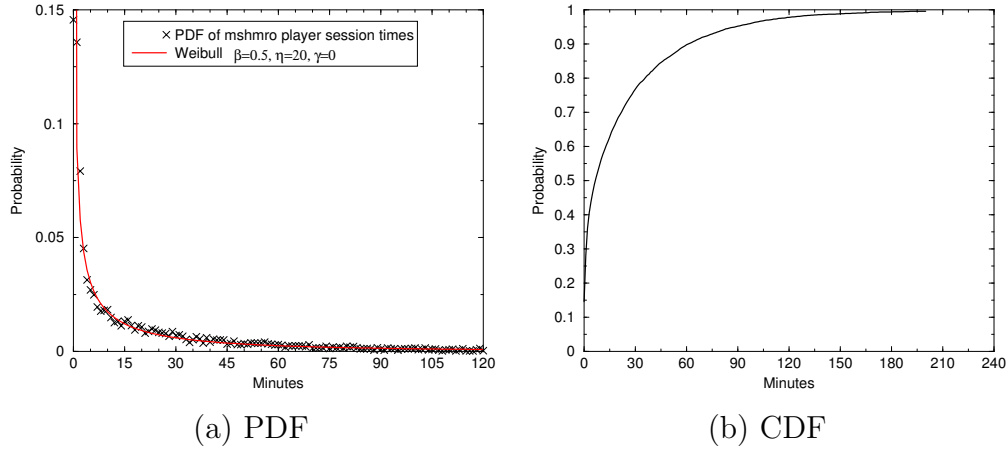 0.15
0.1
0.05
0
Probability
0 15 30 45 60 75 90 105 120
Minutes
PDF of mshmro player session times
Weibull β=0.5, η=20, γ=0
(a) PDF
1
0.9
0.8
0.7
0.6
0.5
0.4
0.3
0.2
0.1
0
Probability
0 30 60 90 120 150 180 210 240
Minutes
(b) CDF